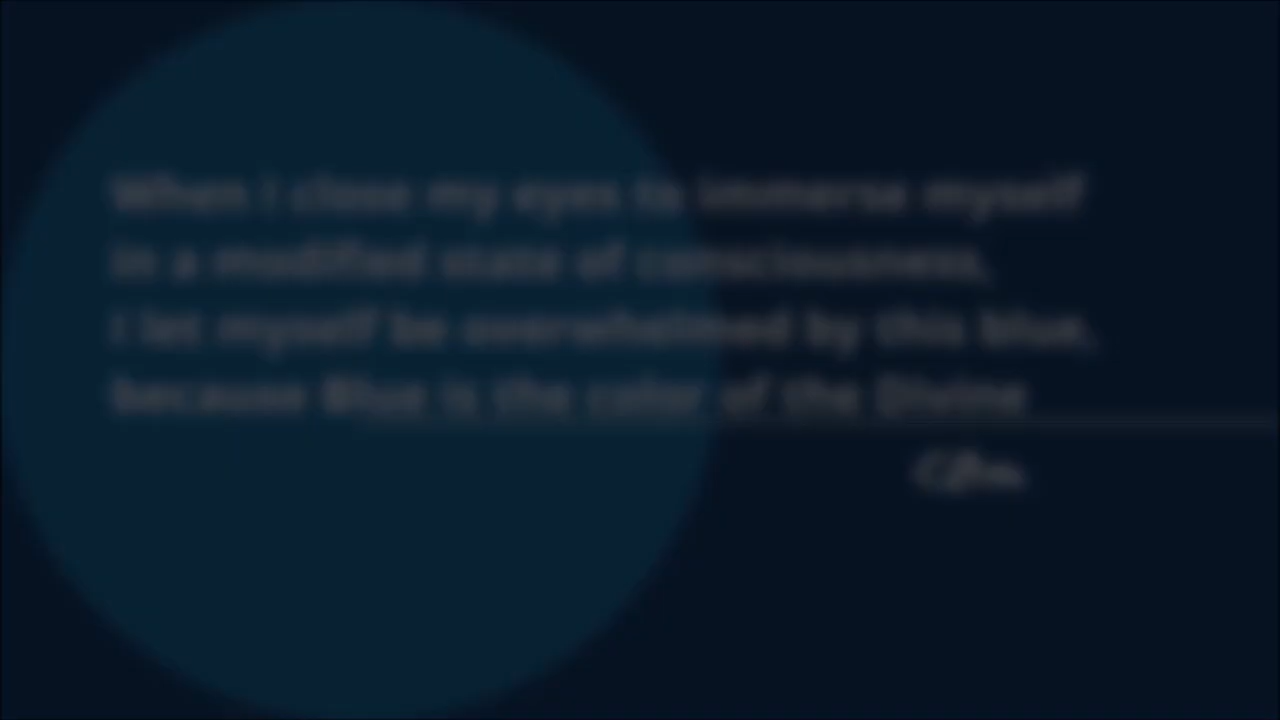 When I close my eyes to immerse myself
in a modified state of consciousness,
I let myself be overwhelmed by this blue,
because Blue is the color of the Divine